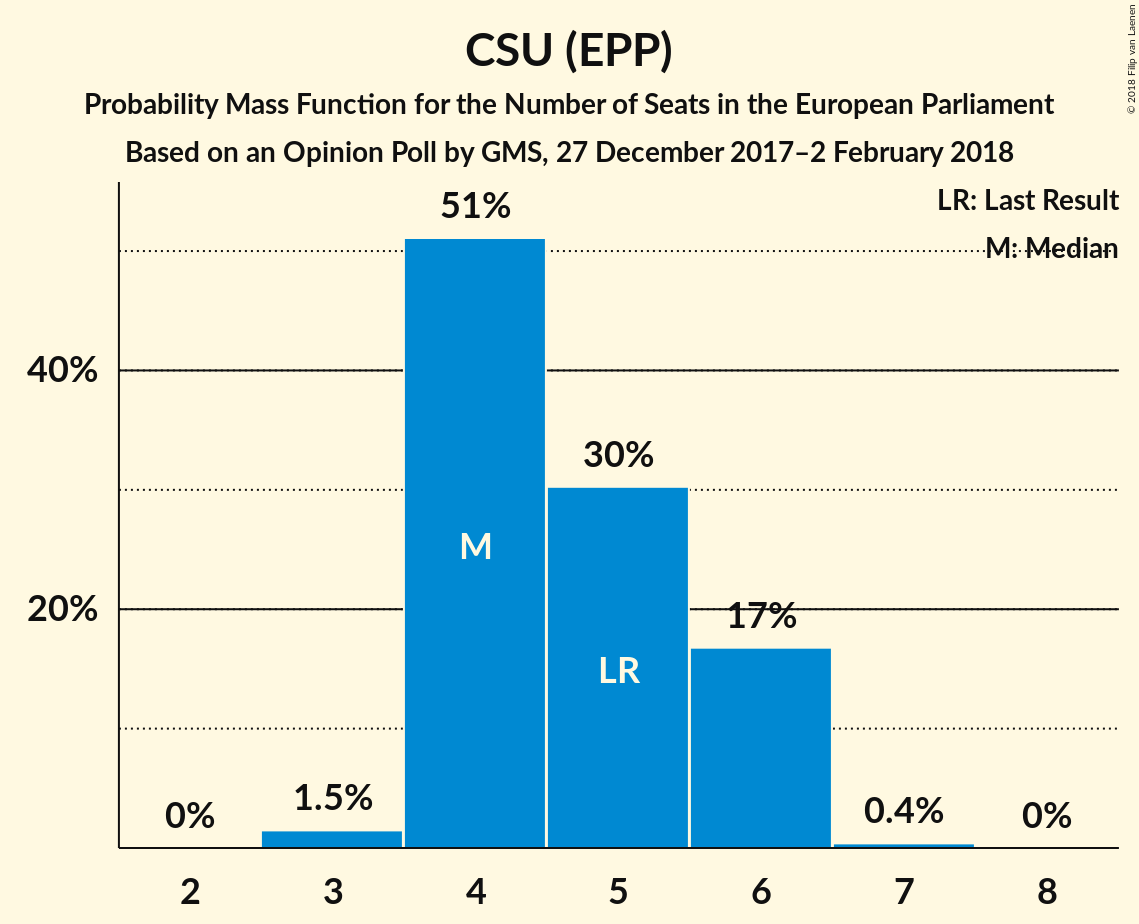 CSU (EPP)
Probability Mass Function for the Number of Seats in the European Parliament
Based on an Opinion Poll by GMS, 27 December 2017–2 February 2018
© 2018 Filip van Laenen
LR: Last Result
M: Median
51%
40%
30%
M
20%
17%
LR
1.5%
0.4%
0%
0%
2 3 4 5 6 7 8